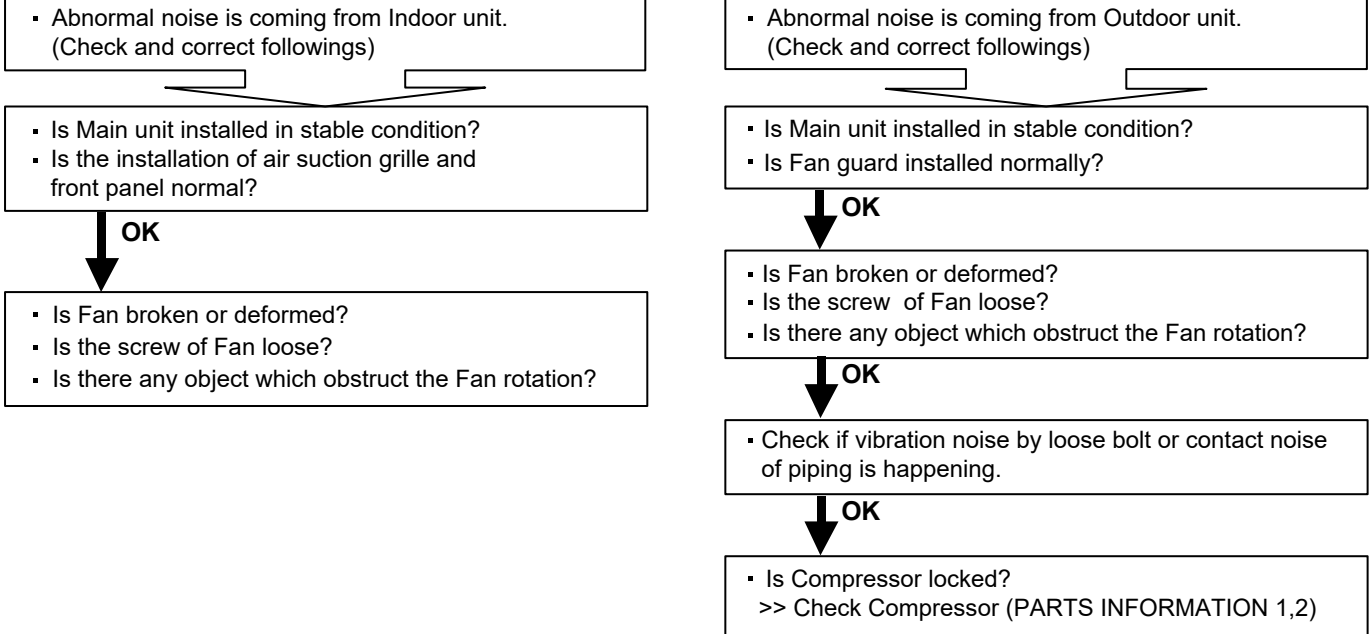 ▪ Abnormal noise is coming from Indoor unit.
(Check and correct followings)
▪ Is Main unit installed in stable condition?
▪ Is the installation of air suction grille and
front panel normal?
OK
▪ Is Fan broken or deformed?
▪ Is the screw of Fan loose?
▪ Is there any object which obstruct the Fan rotation?
▪ Abnormal noise is coming from Outdoor unit.
(Check and correct followings)
▪ Is Main unit installed in stable condition?
▪ Is Fan guard installed normally?
OK
▪ Is Fan broken or deformed?
▪ Is the screw of Fan loose?
▪ Is there any object which obstruct the Fan rotation?
OK
▪ Check if vibration noise by loose bolt or contact noise
of piping is happening.
OK
▪ Is Compressor locked?
>> Check Compressor (PARTS INFORMATION 1,2)